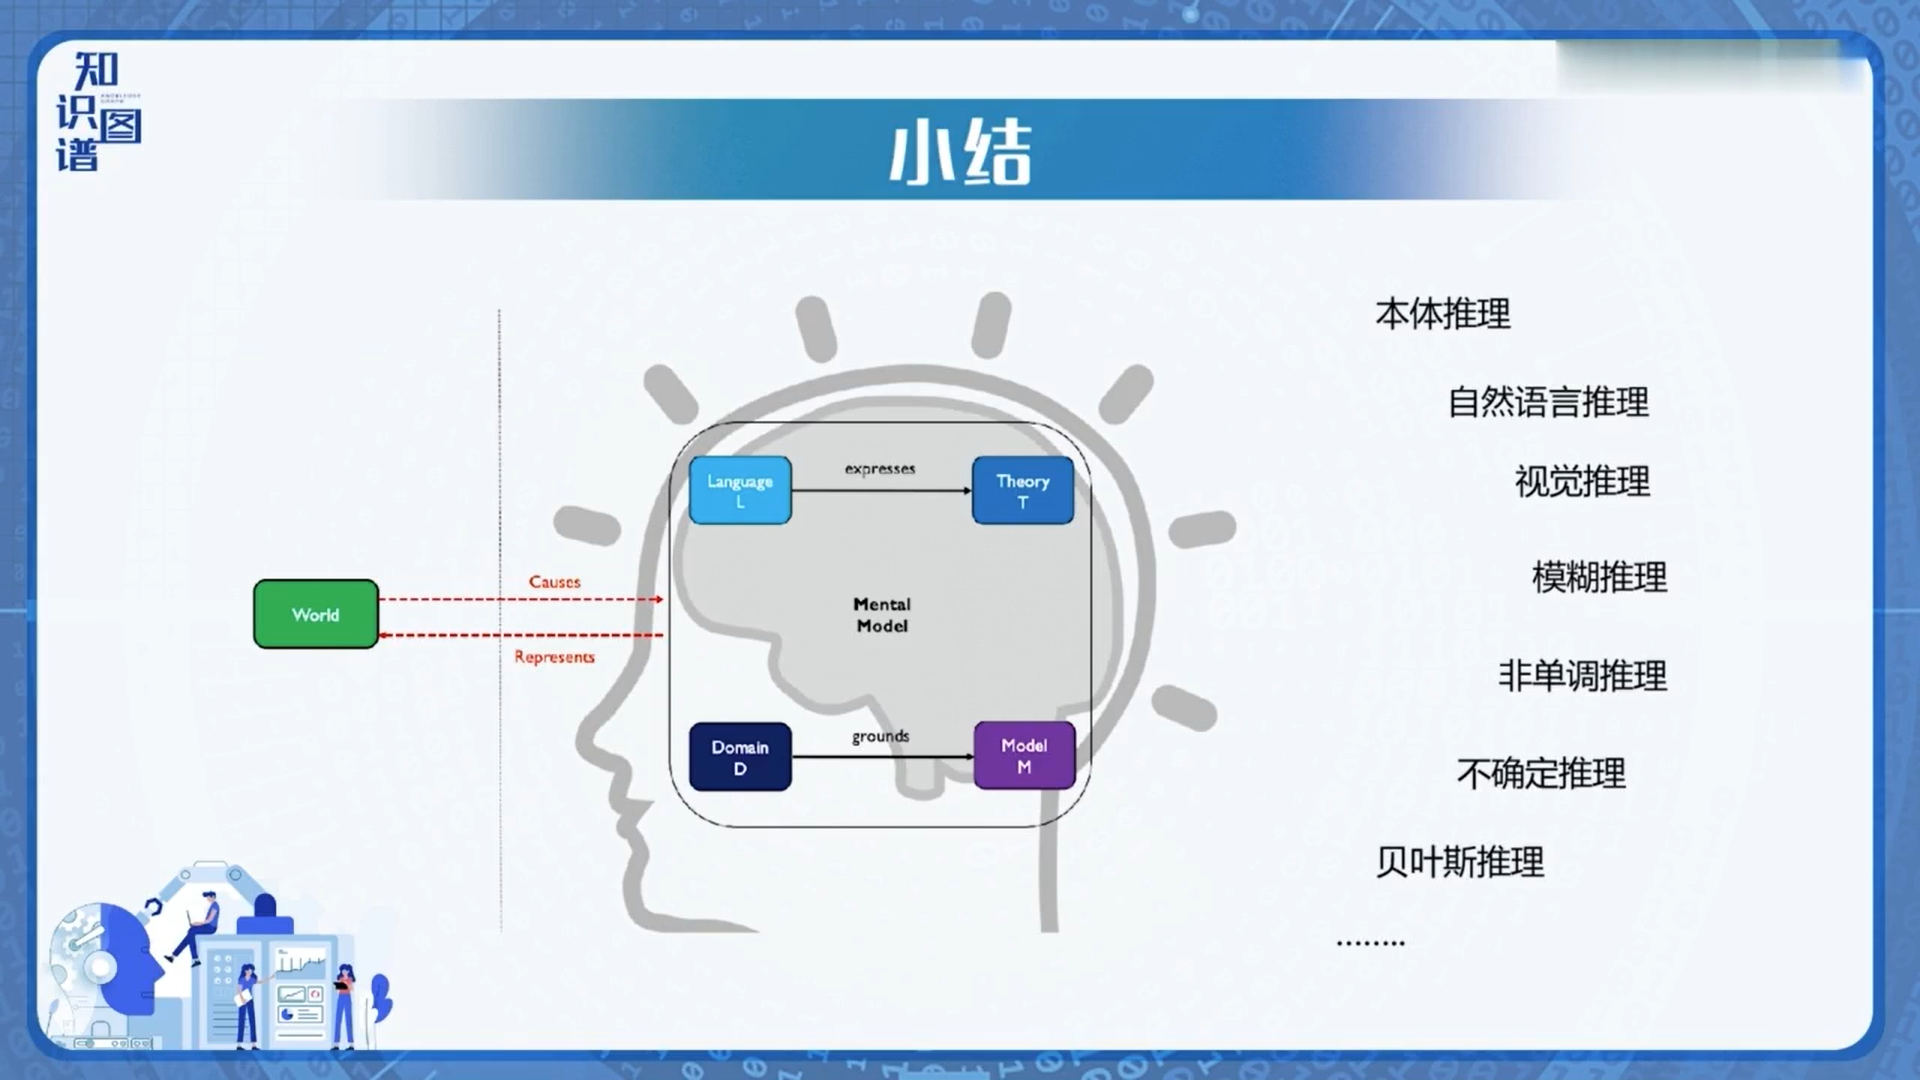 知
识图
谱
小结
本体推理
自然语言推理
视觉推理
模糊推理
非单调推理
不确定推理
贝叶斯推理
........
Language
L
expresses
Theory
T
World
Causes
Represents
Mental
Model
Domain
D
grounds
Model
M